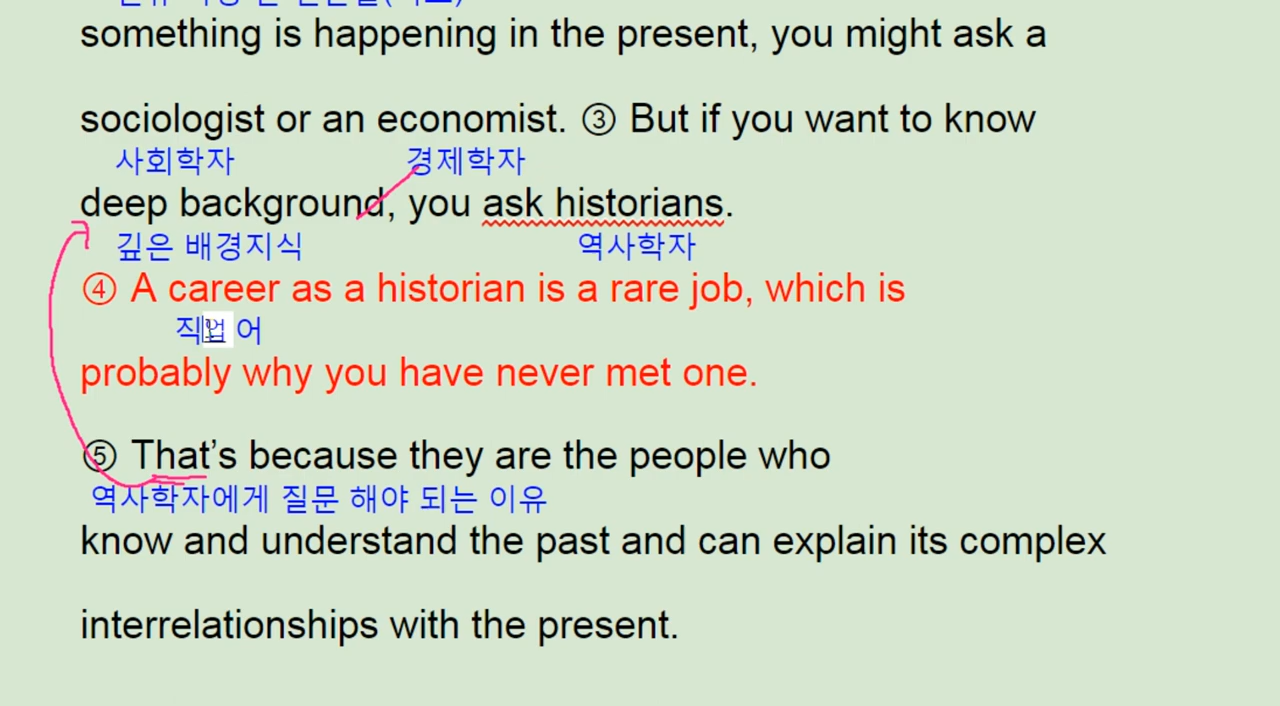 something is happening in the present, you might ask a
sociologist or an economist. ③ But if you want to know
사회학자 경제학자
deep background, you ask historians.
깊은 배경지식 역사학자
④ A career as a historian is a rare job, which is
직업 어
probably why you have never met one.
⑤ That’s because they are the people who
역사학자에게 질문 해야 되는 이유
know and understand the past and can explain its complex
interrelationships with the present.